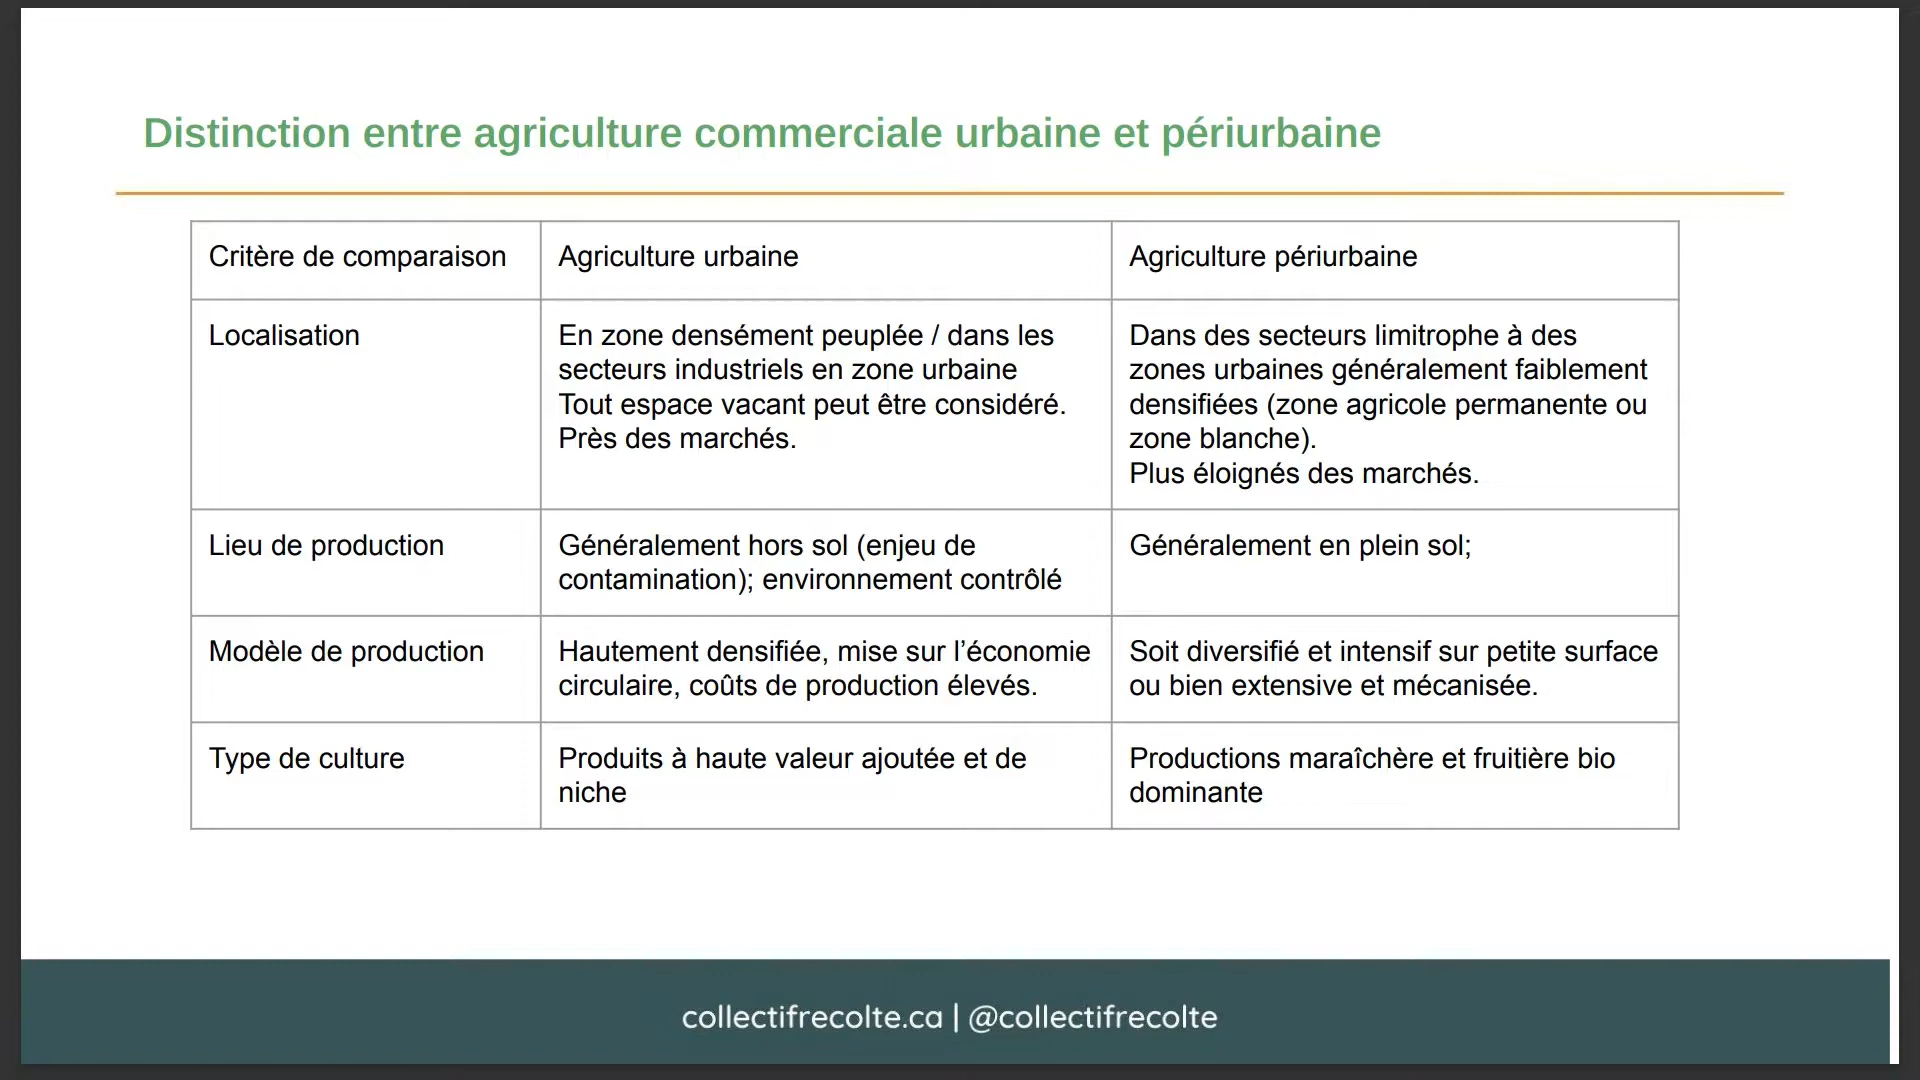 Distinction entre agriculture commerciale urbaine et périurbaine
Critère de comparaison
Agriculture urbaine
Agriculture périurbaine
Localisation
En zone densément peuplée / dans les
secteurs industriels en zone urbaine
Tout espace vacant peut être considéré.
Près des marchés.
Dans des secteurs limitrophe à des
zones urbaines généralement faiblement
densifiées (zone agricole permanente ou
zone blanche).
Plus éloignés des marchés.
Lieu de production
Généralement hors sol (enjeu de
contamination); environnement contrôlé
Généralement en plein sol;
Modèle de production
Hautement densifiée, mise sur l’économie
circulaire, coûts de production élevés.
Soit diversifié et intensif sur petite surface
ou bien extensive et mécanisée.
Type de culture
Produits à haute valeur ajoutée et de
niche
Productions maraîchère et fruitière bio
dominante
collectifrecolte.ca | @collectifrecolte